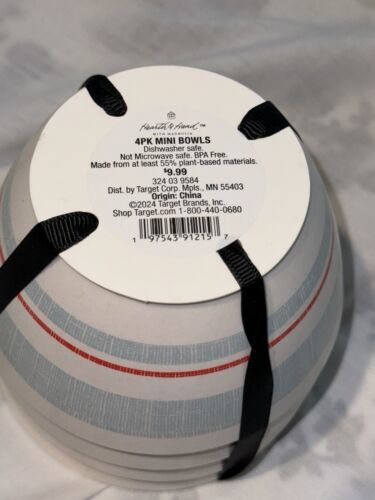 Hearth & Hand™
WITH MAGNOLIA
4PK MINI BOWLS
Dishwasher safe.
Not Microwave safe. BPA Free.
Made from at least 55% plant-based materials.
$9.99
324 03 9584
Dist. by Target Corp. Mpls., MN 55403
Origin: China
©2024 Target Brands, Inc.
Shop Target.com 1-800-440-0680
1 97543 91215 7